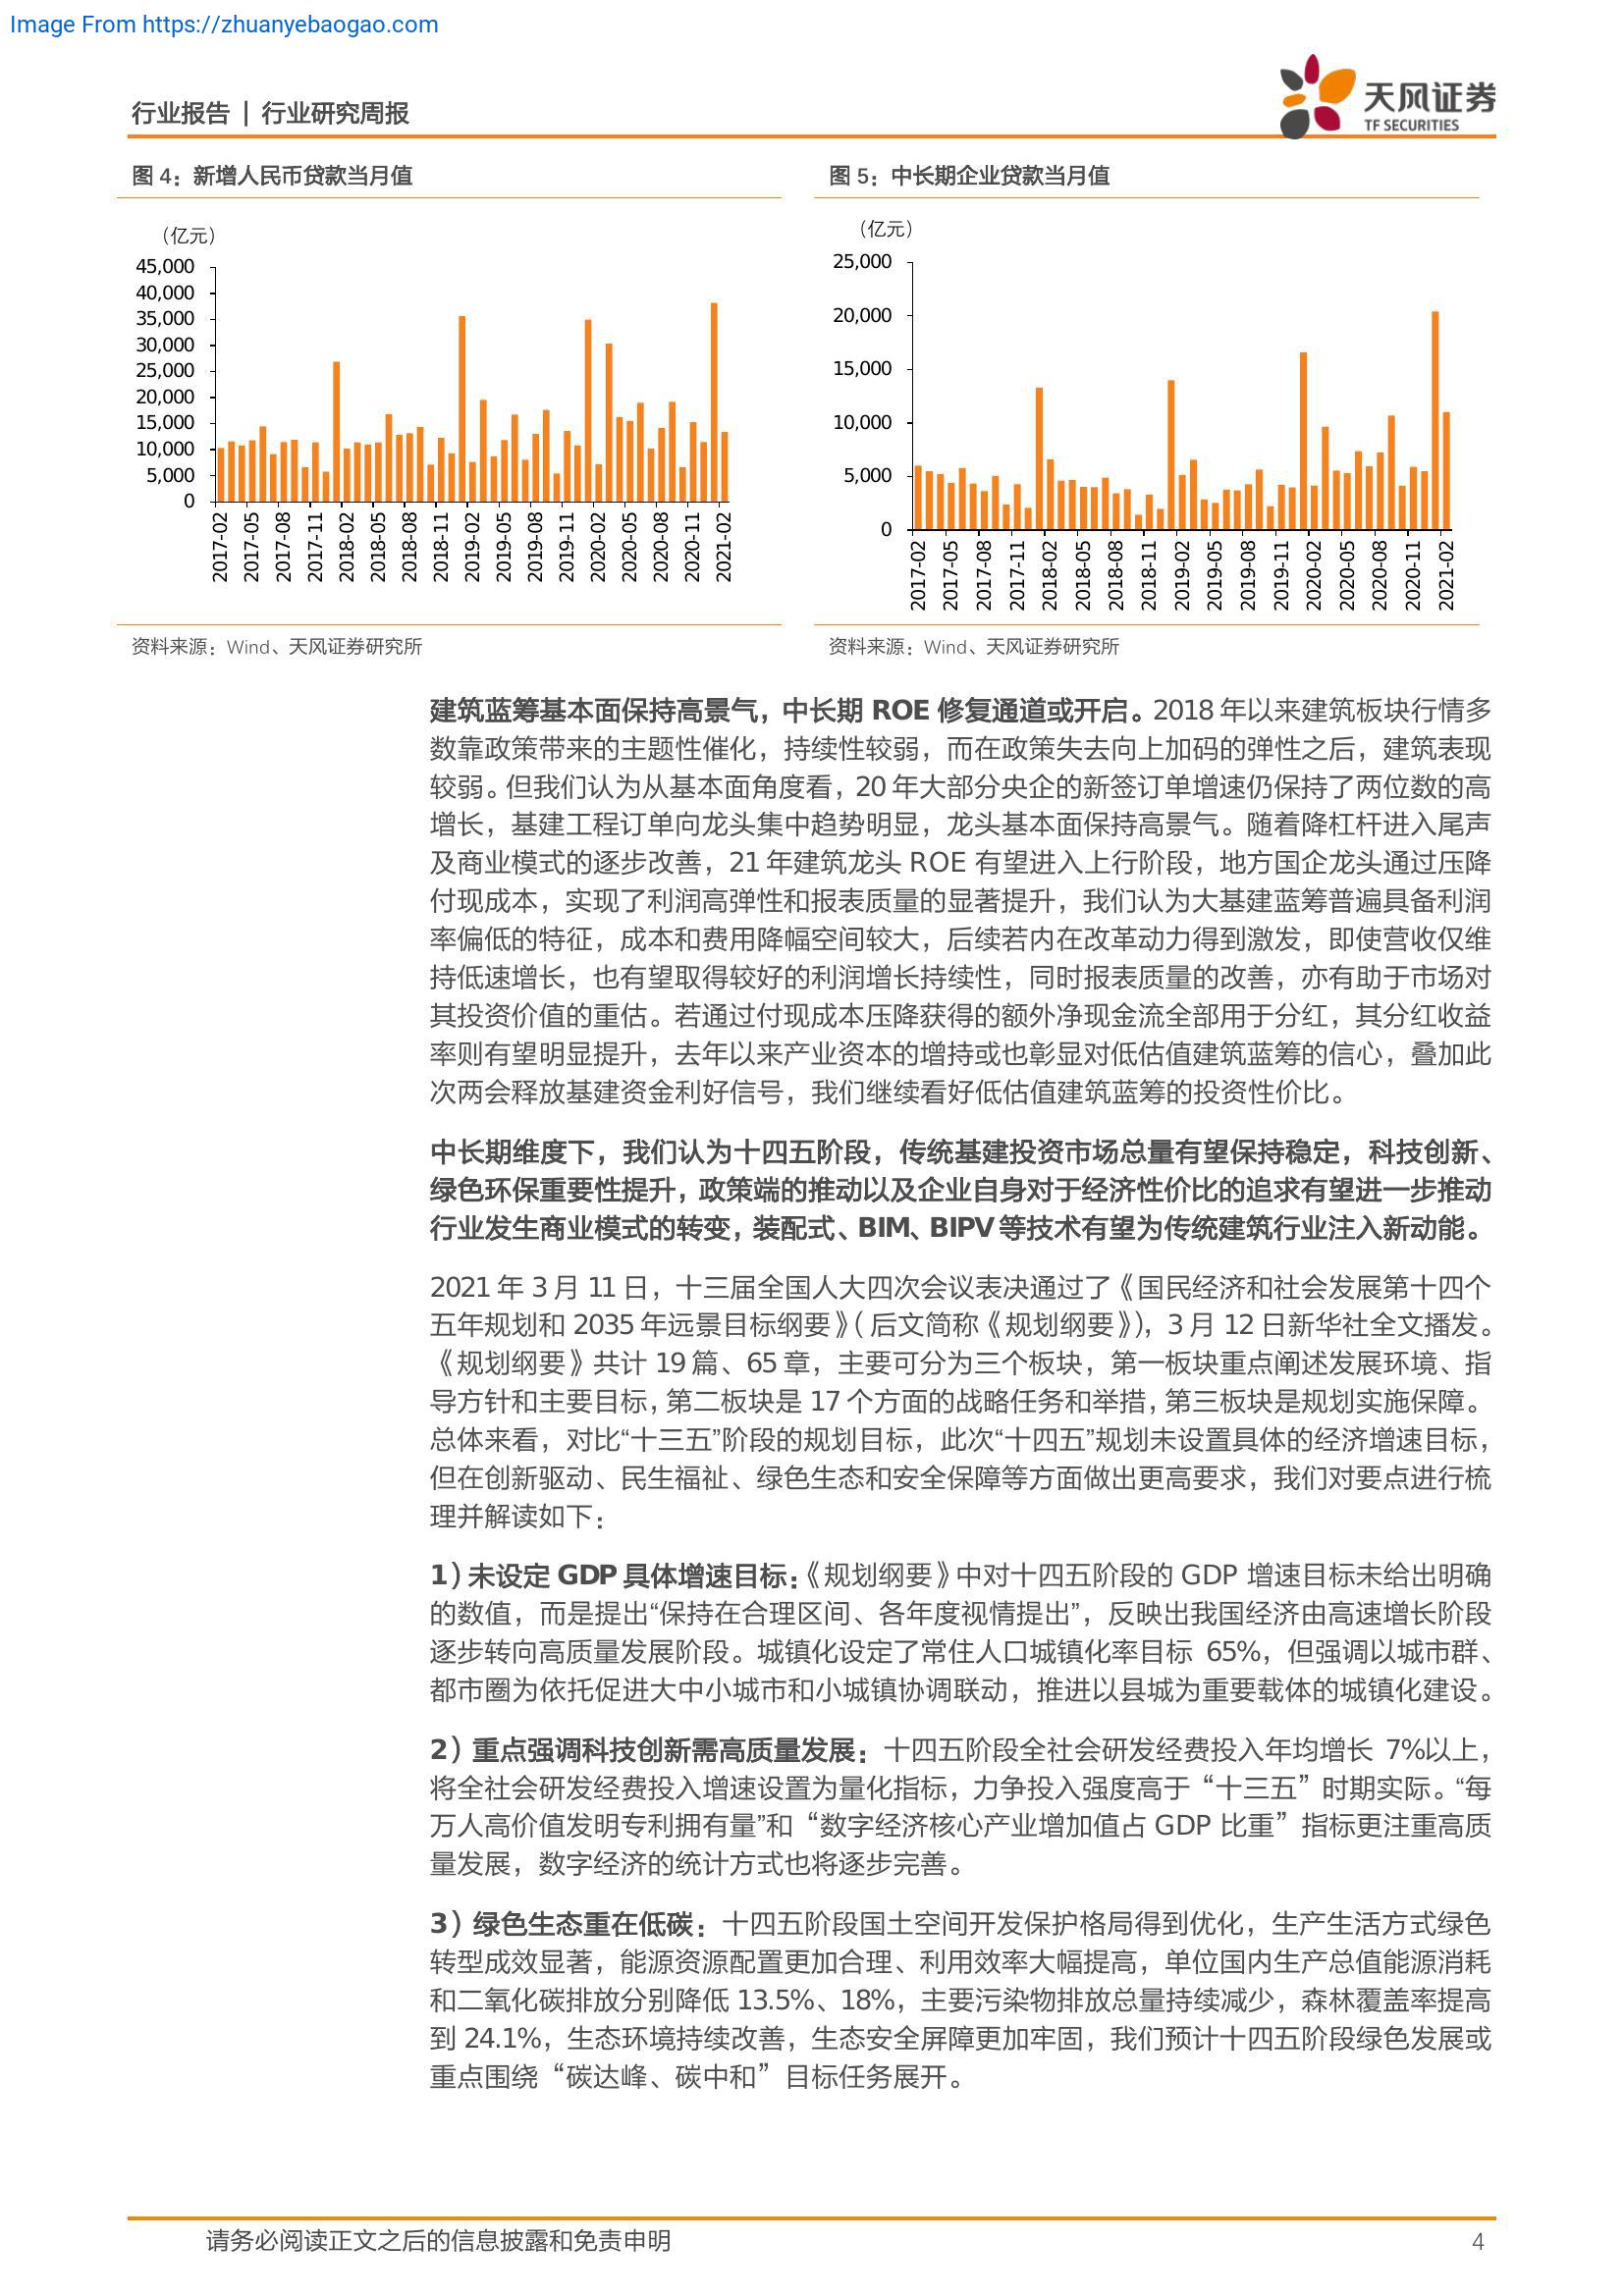 Image From https://zhuanyebaogao.com
行业报告 | 行业研究周报
天风证券
TF SECURITIES
图 4：新增人民币贷款当月值
（亿元）
45,000
40,000
35,000
30,000
25,000
20,000
15,000
10,000
5,000
0
2017-02
2017-05
2017-08
2017-11
2018-02
2018-05
2018-08
2018-11
2019-02
2019-05
2019-08
2019-11
2020-02
2020-05
2020-08
2020-11
2021-02
资料来源：Wind、天风证券研究所
图 5：中长期企业贷款当月值
（亿元）
25,000
20,000
15,000
10,000
5,000
0
2017-02
2017-05
2017-08
2017-11
2018-02
2018-05
2018-08
2018-11
2019-02
2019-05
2019-08
2019-11
2020-02
2020-05
2020-08
2020-11
2021-02
资料来源：Wind、天风证券研究所
建筑蓝筹基本面保持高景气，中长期 ROE 修复通道或开启。2018 年以来建筑板块行情多
数靠政策带来的主题性催化，持续性较弱，而在政策失去向上加码的弹性之后，建筑表现
较弱。但我们认为从基本面角度看，20 年大部分央企的新签订单增速仍保持了两位数的高
增长，基建工程订单向龙头集中趋势明显，龙头基本面保持高景气。随着降杠杆进入尾声
及商业模式的逐步改善，21 年建筑龙头 ROE 有望进入上行阶段，地方国企龙头通过压降
付现成本，实现了利润高弹性和报表质量的显著提升，我们认为大基建蓝筹普遍具备利润
率偏低的特征，成本和费用降幅空间较大，后续若内在改革动力得到激发，即使营收仅维
持低速增长，也有望取得较好的利润增长持续性，同时报表质量的改善，亦有助于市场对
其投资价值的重估。若通过付现成本压降获得的额外净现金流全部用于分红，其分红收益
率则有望明显提升，去年以来产业资本的增持或也彰显对低估值建筑蓝筹的信心，叠加此
次两会释放基建资金利好信号，我们继续看好低估值建筑蓝筹的投资性价比。
中长期维度下，我们认为十四五阶段，传统基建投资市场总量有望保持稳定，科技创新、
绿色环保重要性提升，政策端的推动以及企业自身对于经济性价比的追求有望进一步推动
行业发生商业模式的转变，装配式、BIM、BIPV 等技术有望为传统建筑行业注入新动能。
2021 年 3 月 11 日，十三届全国人大四次会议表决通过了《国民经济和社会发展第十四个
五年规划和 2035 年远景目标纲要》（后文简称《规划纲要》），3 月 12 日新华社全文播发。
《规划纲要》共计 19 篇、65 章，主要可分为三个板块，第一板块重点阐述发展环境、指
导方针和主要目标，第二板块是 17 个方面的战略任务和举措，第三板块是规划实施保障。
总体来看，对比“十三五”阶段的规划目标，此次“十四五”规划未设置具体的经济增速目标，
但在创新驱动、民生福祉、绿色生态和安全保障等方面做出更高要求，我们对要点进行梳
理并解读如下：
1）未设定 GDP 具体增速目标：《规划纲要》中对十四五阶段的 GDP 增速目标未给出明确
的数值，而是提出“保持在合理区间、各年度视情提出”，反映出我国经济由高速增长阶段
逐步转向高质量发展阶段。城镇化设定了常住人口城镇化率目标 65%，但强调以城市群、
都市圈为依托促进大中小城市和小城镇协调联动，推进以县城为重要载体的城镇化建设。
2）重点强调科技创新需高质量发展：十四五阶段全社会研发经费投入年均增长 7%以上，
将全社会研发经费投入增速设置为量化指标，力争投入强度高于“十三五”时期实际。“每
万人高价值发明专利拥有量”和“数字经济核心产业增加值占 GDP 比重”指标更注重高质
量发展，数字经济的统计方式也将逐步完善。
3）绿色生态重在低碳：十四五阶段国土空间开发保护格局得到优化，生产生活方式绿色
转型成效显著，能源资源配置更加合理、利用效率大幅提高，单位国内生产总值能源消耗
和二氧化碳排放分别降低 13.5%、18%，主要污染物排放总量持续减少，森林覆盖率提高
到 24.1%，生态环境持续改善，生态安全屏障更加牢固，我们预计十四五阶段绿色发展或
重点围绕“碳达峰、碳中和”目标任务展开。
请务必阅读正文之后的信息披露和免责申明
4